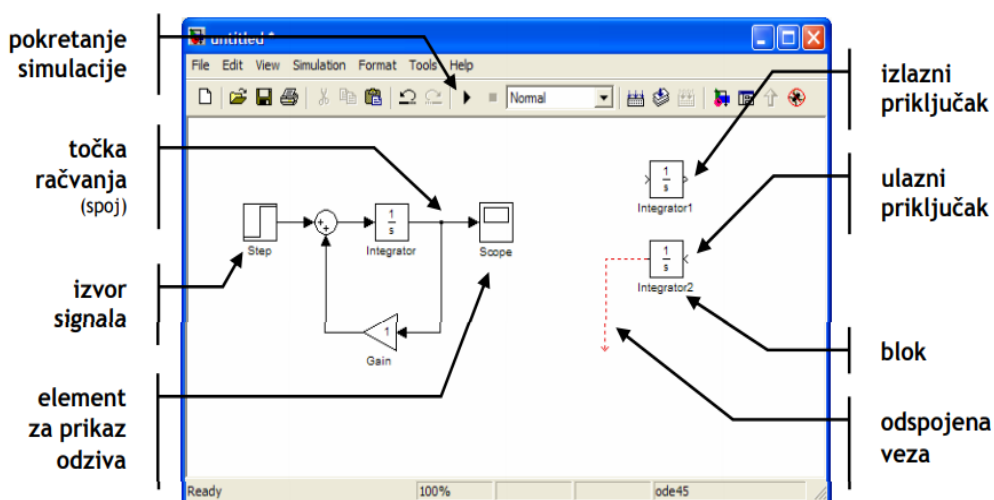 pokretanje
simulacije
točka
račvanja
(spoj)
izvor
signala
element
za prikaz
odziva
untitled *
File Edit View Simulation Format Tools Help
Normal
1
s
Integrator1
Step
+
+
1
s
Integrator
Scope
1
s
Integrator2
1
Gain
Ready 100% ode45
izlazni
priključak
ulazni
priključak
blok
odspojena
veza